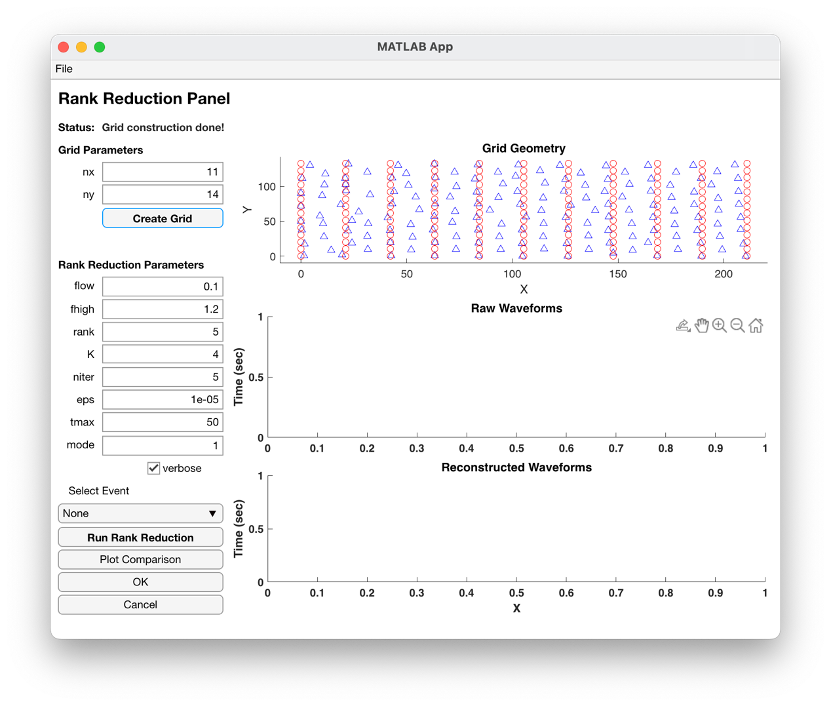 MATLAB App
File
Rank Reduction Panel
Status: Grid construction done!
Grid Parameters
nx 11
ny 14
Create Grid
Rank Reduction Parameters
flow 0.1
fhigh 1.2
rank 5
K 4
niter 5
eps 1e-05
tmax 50
mode 1
verbose
Select Event
None
Run Rank Reduction
Plot Comparison
OK
Cancel
Grid Geometry
Y
100
50
0
0 50 100 150 200
X
Raw Waveforms
Time (sec)
1
0.5
0
0 0.1 0.2 0.3 0.4 0.5 0.6 0.7 0.8 0.9 1
Reconstructed Waveforms
Time (sec)
1
0.5
0
0 0.1 0.2 0.3 0.4 0.5 0.6 0.7 0.8 0.9 1
X